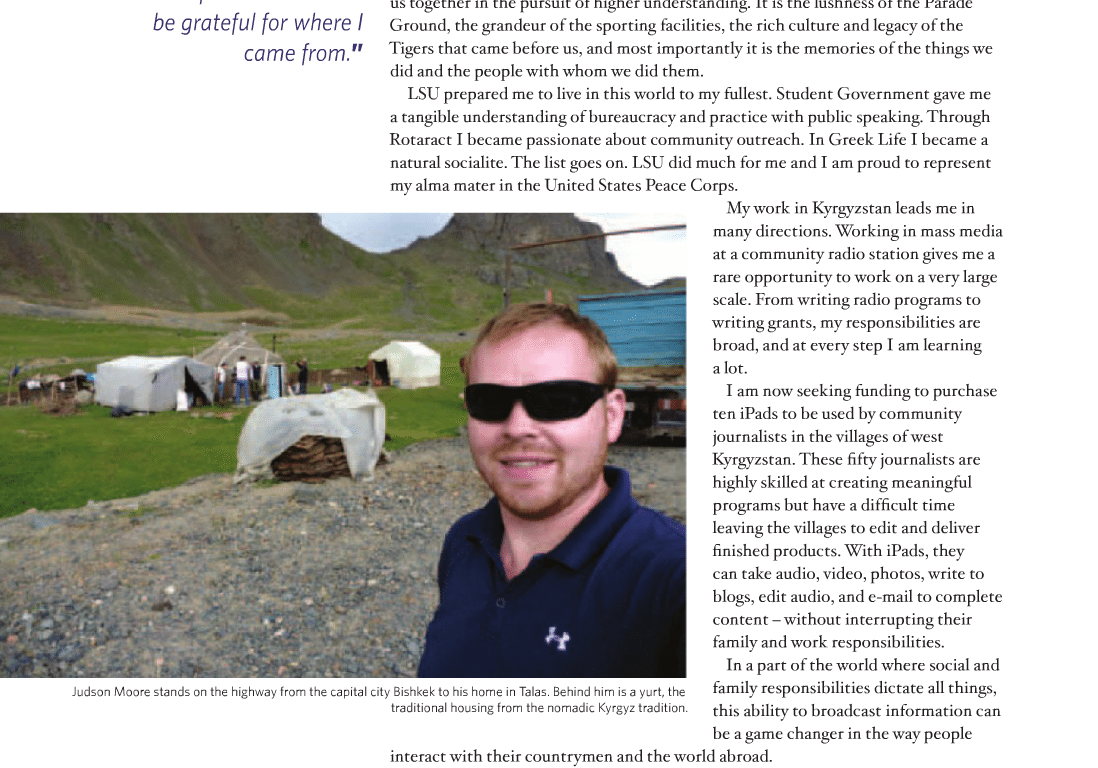 be grateful for where I
came from."
us together in the pursuit of higher understanding. It is the lushness of the Parade
Ground, the grandeur of the sporting facilities, the rich culture and legacy of the
Tigers that came before us, and most importantly it is the memories of the things we
did and the people with whom we did them.
LSU prepared me to live in this world to my fullest. Student Government gave me
a tangible understanding of bureaucracy and practice with public speaking. Through
Rotaract I became passionate about community outreach. In Greek Life I became a
natural socialite. The list goes on. LSU did much for me and I am proud to represent
my alma mater in the United States Peace Corps.
My work in Kyrgyzstan leads me in
many directions. Working in mass media
at a community radio station gives me a
rare opportunity to work on a very large
scale. From writing radio programs to
writing grants, my responsibilities are
broad, and at every step I am learning
a lot.
I am now seeking funding to purchase
ten iPads to be used by community
journalists in the villages of west
Kyrgyzstan. These fifty journalists are
highly skilled at creating meaningful
programs but have a difficult time
leaving the villages to edit and deliver
finished products. With iPads, they
can take audio, video, photos, write to
blogs, edit audio, and e-mail to complete
content – without interrupting their
family and work responsibilities.
In a part of the world where social and
family responsibilities dictate all things,
this ability to broadcast information can
be a game changer in the way people
interact with their countrymen and the world abroad.
Judson Moore stands on the highway from the capital city Bishkek to his home in Talas. Behind him is a yurt, the
traditional housing from the nomadic Kyrgyz tradition.